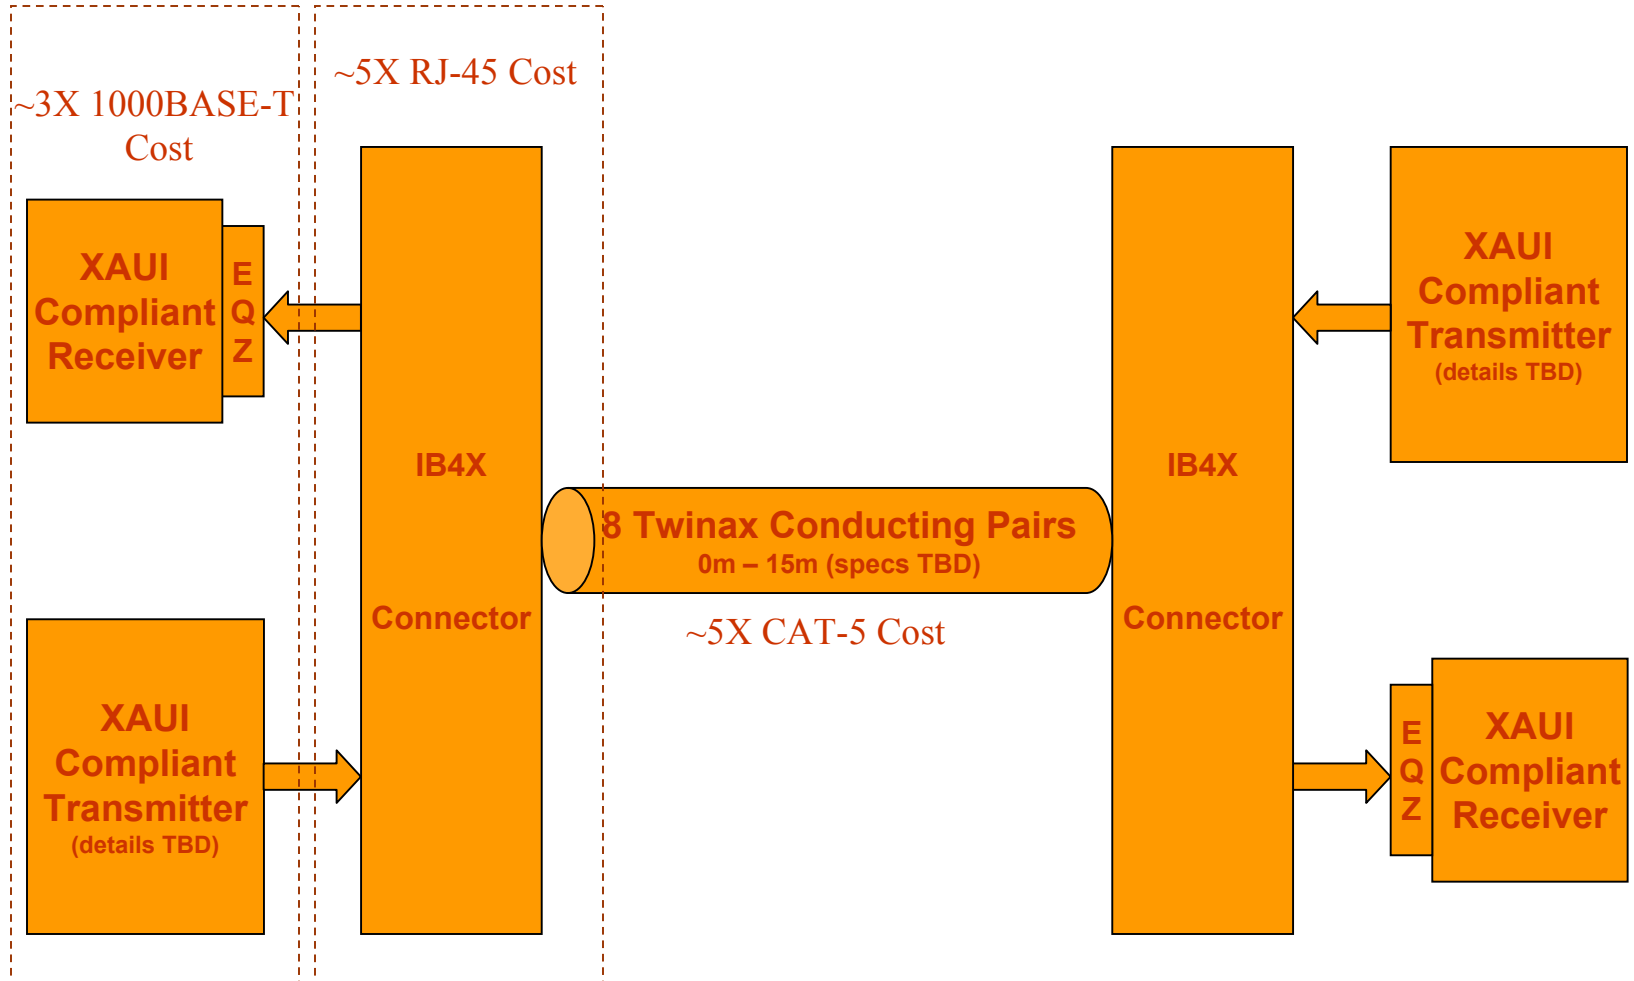 ~3X 1000BASE-T
Cost
~5X RJ-45 Cost
XAUI
Compliant
Receiver
E
Q
Z
XAUI
Compliant
Transmitter
(details TBD)
IB4X
Connector
8 Twinax Conducting Pairs
0m – 15m (specs TBD)
~5X CAT-5 Cost
IB4X
Connector
XAUI
Compliant
Transmitter
(details TBD)
E
Q
Z
XAUI
Compliant
Receiver